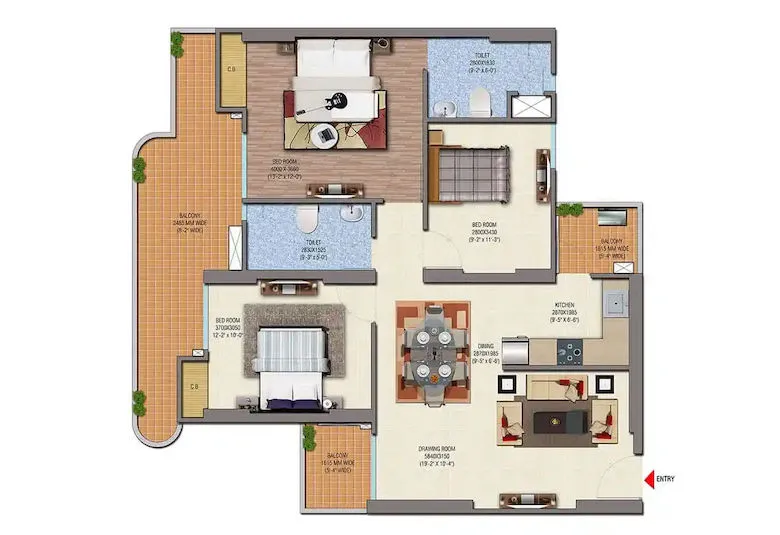 TOILET
2800X1830
(9'-2" x 6'-0")
C.B
BED ROOM
4000 X 3660
(13'-2" x 12'-0")
BED ROOM
2800X3430
(9'-2" x 11'-3")
BALCONY
2465 MM WIDE
(8'-2" WIDE)
TOILET
2830X1525
(9'-3" x 5'-0")
BALCONY
1615 MM WIDE
(5'-4" WIDE)
BED ROOM
3700X3050
12'-2" x 10'-0"
KITCHEN
2870X1985
(9'-5" X 6'-6")
DINING
2870X1985
(9'-5" x 6'-6")
C.B
DRAWING ROOM
5840X3150
(19'-2" X 10'-4")
BALCONY
1615 MM WIDE
(5'-4" WIDE)
ENTRY